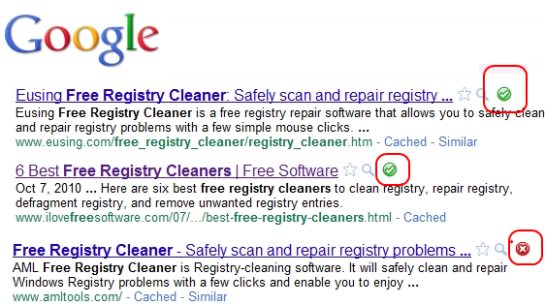 Google
Eusing Free Registry Cleaner: Safely scan and repair registry ...
Eusing Free Registry Cleaner is a free registry repair software that allows you to safely clean
and repair registry problems with a few simple mouse clicks. ...
www.eusing.com/free_registry_cleaner/registry_cleaner.htm - Cached - Similar
6 Best Free Registry Cleaners | Free Software
Oct 7, 2010 ... Here are six best free registry cleaners to clean registry, repair registry,
defragment registry, and remove unwanted registry entries.
www.ilovefreesoftware.com/07/.../best-free-registry-cleaners.html - Cached
Free Registry Cleaner - Safely scan and repair registry problems ...
AML Free Registry Cleaner is Registry-cleaning software. It will safely clean and repair
Windows Registry problems with a few clicks and enable you to enjoy ...
www.amltools.com/ - Cached - Similar